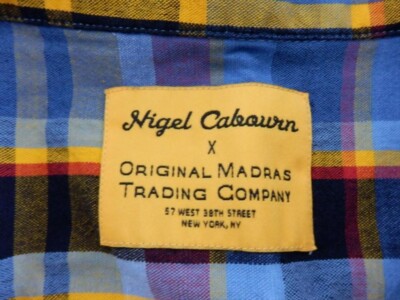 Nigel Cabourn
X
ORIGINAL MADRAS
TRADING COMPANY
57 WEST 38TH STREET
NEW YORK, NY